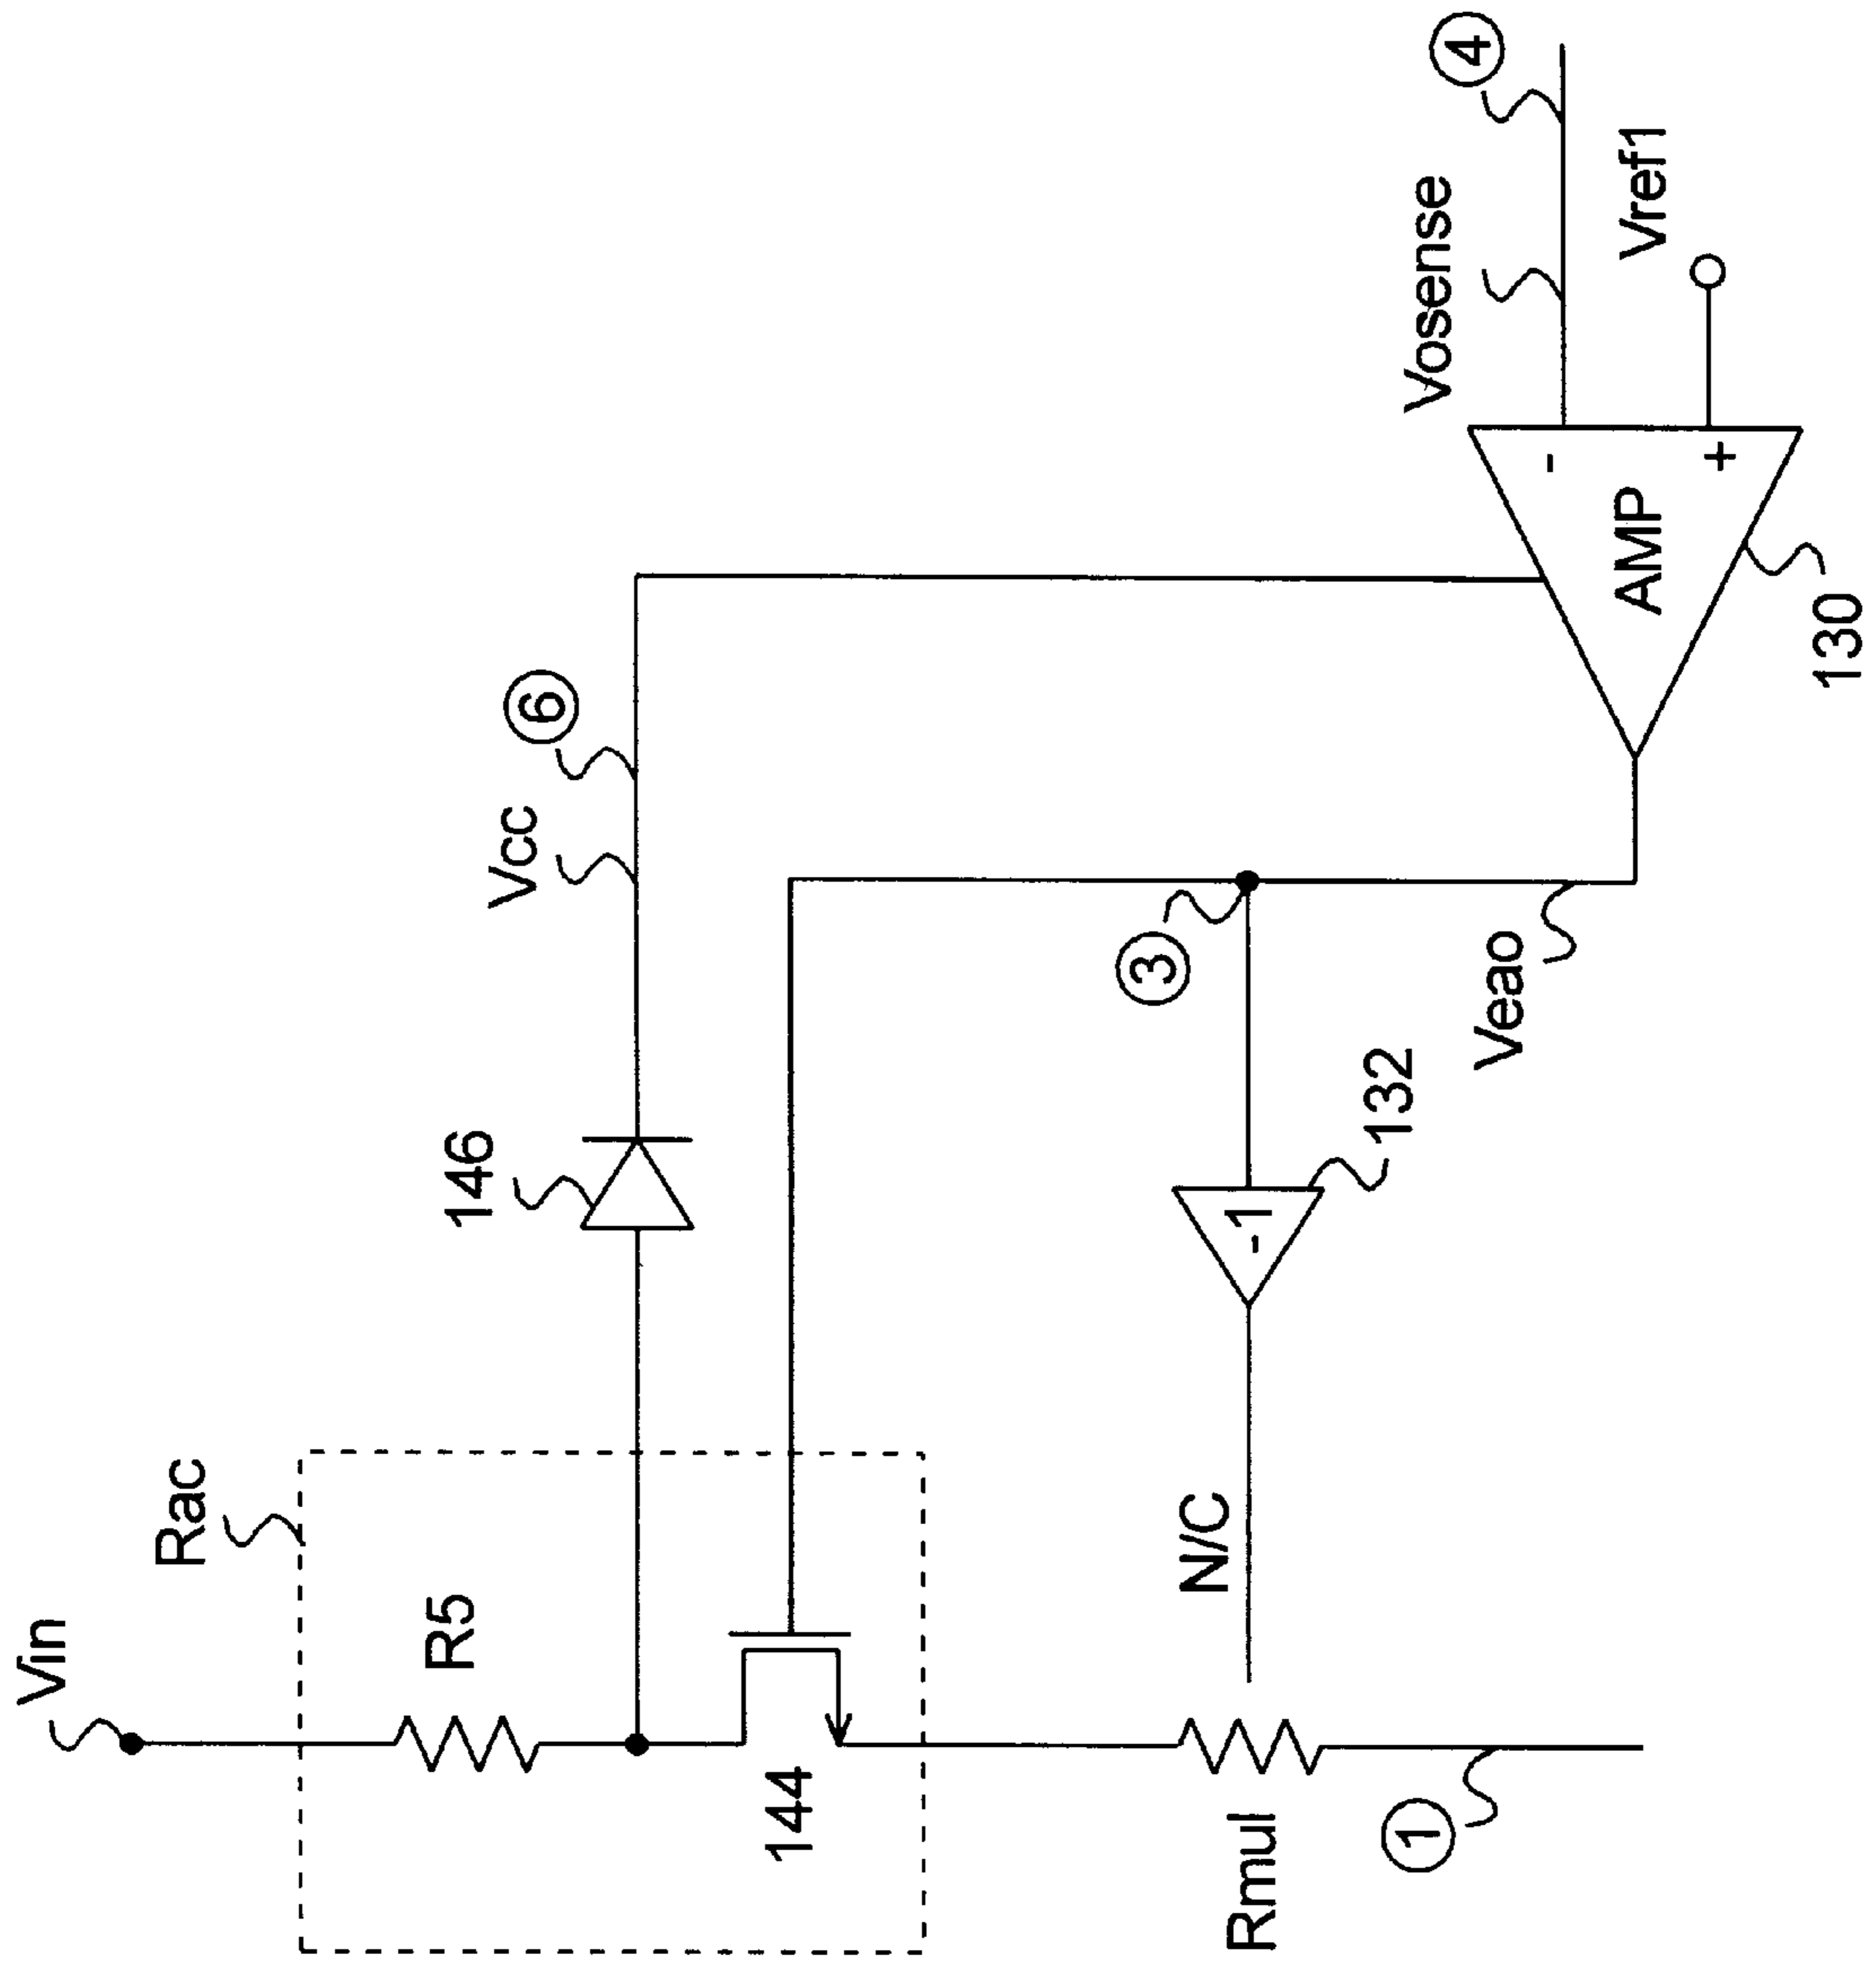 Vin
Rac
R5
144
146
Vcc
6
N/C
Rmul
1
3
-1
132
Veao
Vosense
4
Vref1
-
+
AMP
130